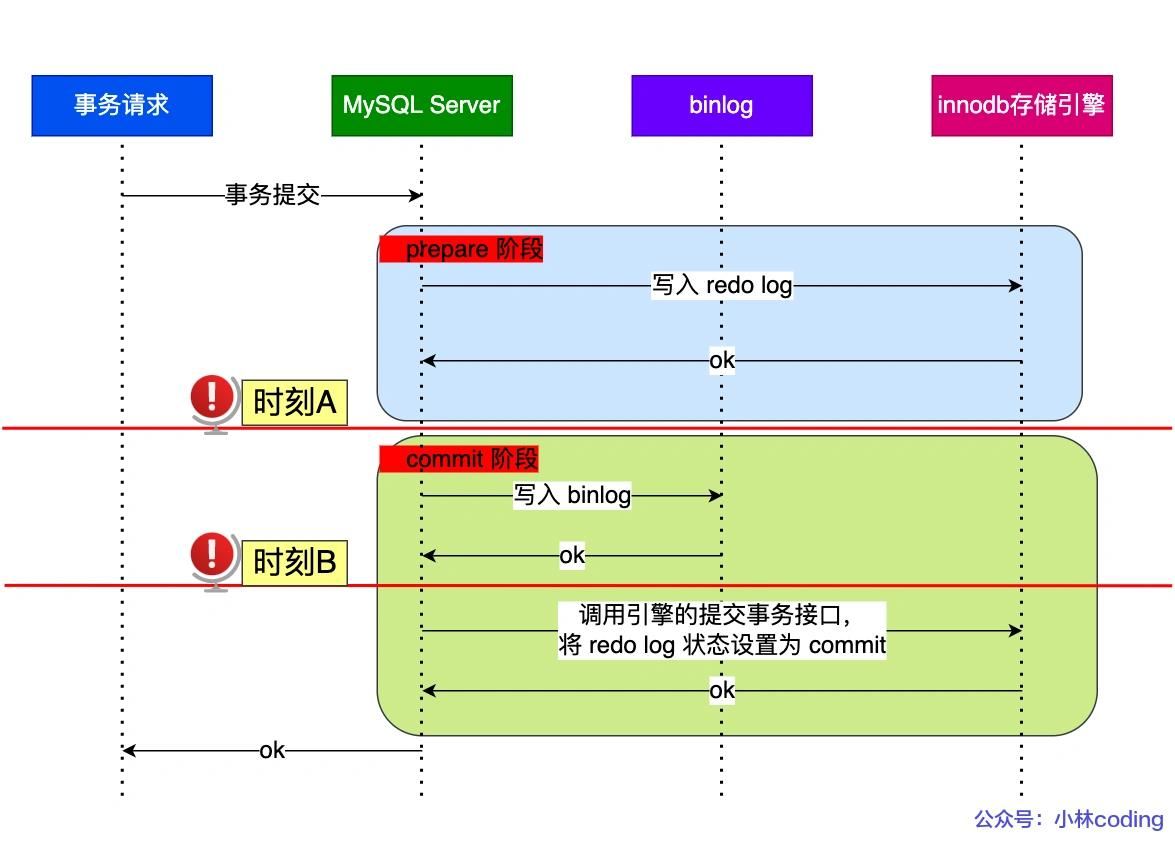 事务请求
MySQL Server
binlog
innodb存储引擎
事务提交
prepare 阶段
写入 redo log
ok
时刻A
commit 阶段
写入 binlog
ok
时刻B
调用引擎的提交事务接口，
将 redo log 状态设置为 commit
ok
ok
公众号：小林coding